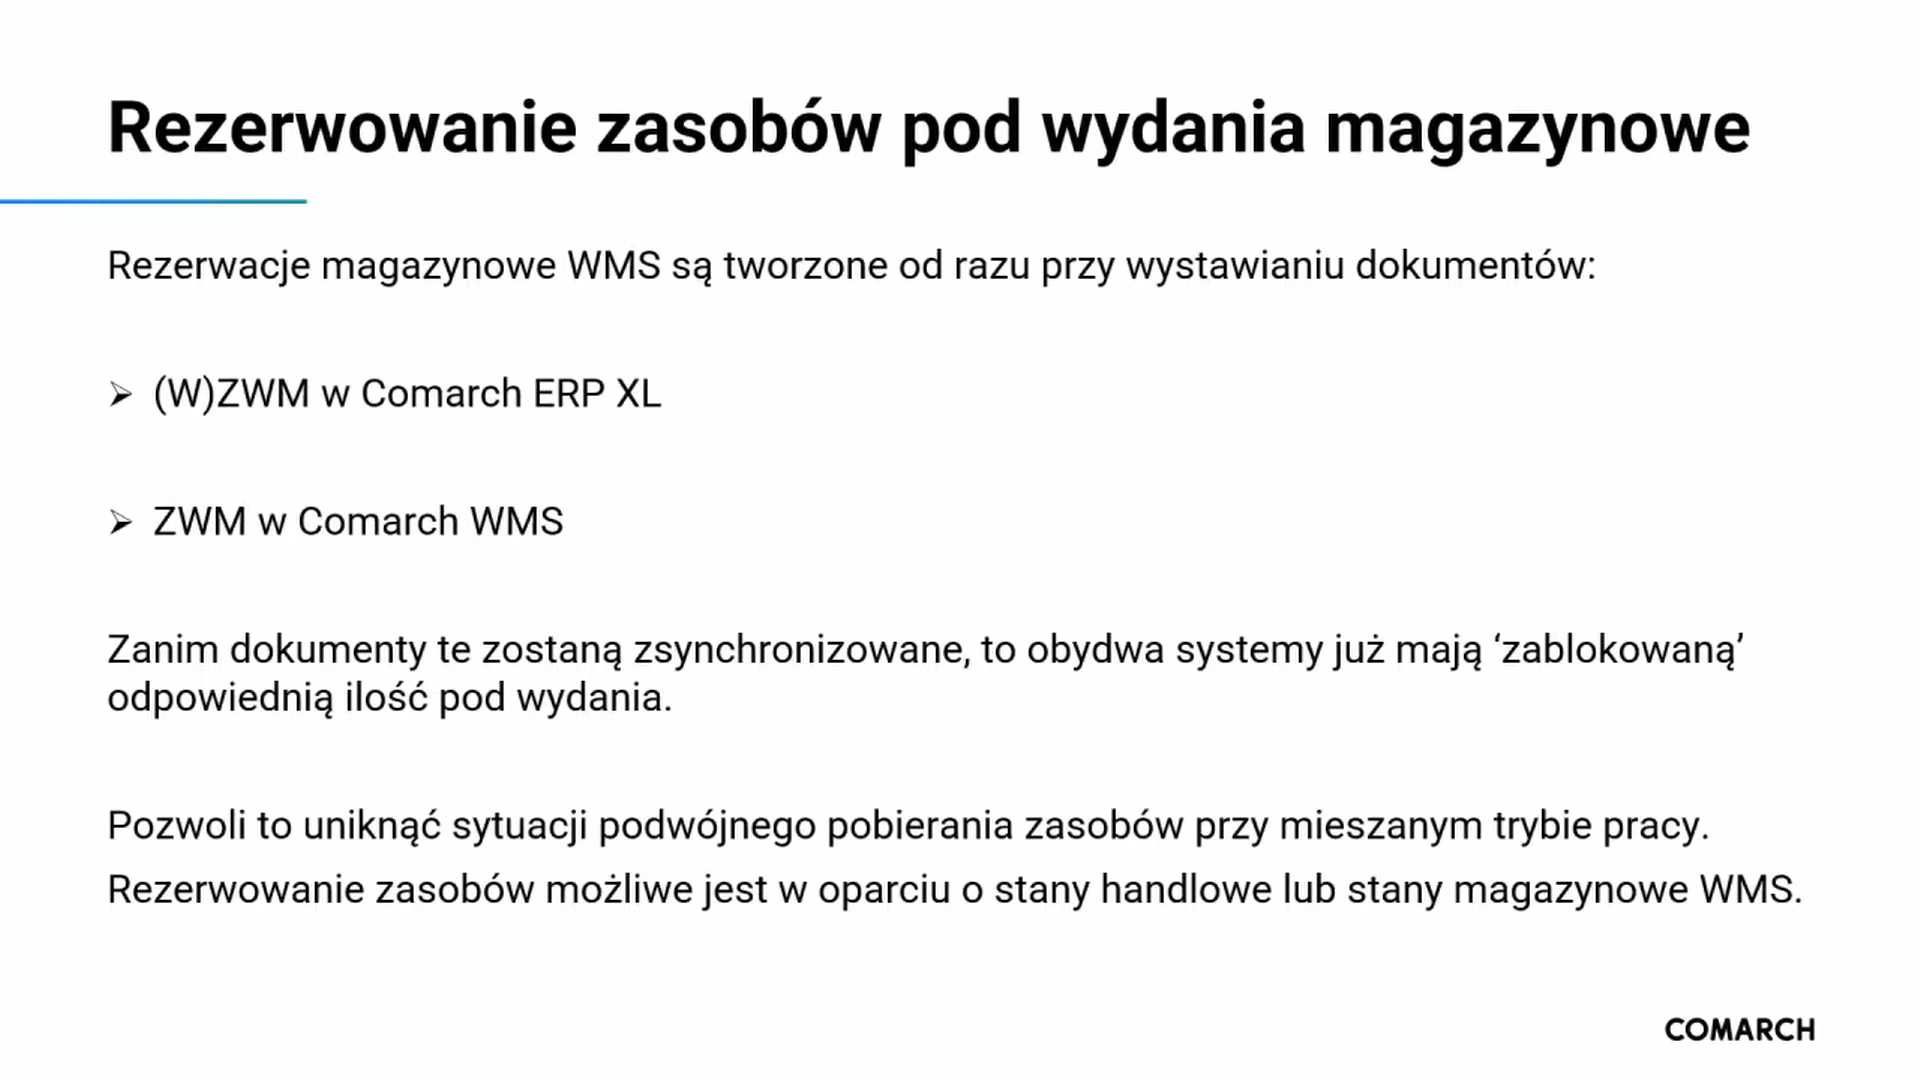 Rezerwowanie zasobów pod wydania magazynowe
Rezerwacje magazynowe WMS są tworzone od razu przy wystawianiu dokumentów:
➢ (W)ZWM w Comarch ERP XL
➢ ZWM w Comarch WMS
Zanim dokumenty te zostaną zsynchronizowane, to obydwa systemy już mają ‘zablokowaną’
odpowiednią ilość pod wydania.
Pozwoli to uniknąć sytuacji podwójnego pobierania zasobów przy mieszanym trybie pracy.
Rezerwowanie zasobów możliwe jest w oparciu o stany handlowe lub stany magazynowe WMS.
COMARCH